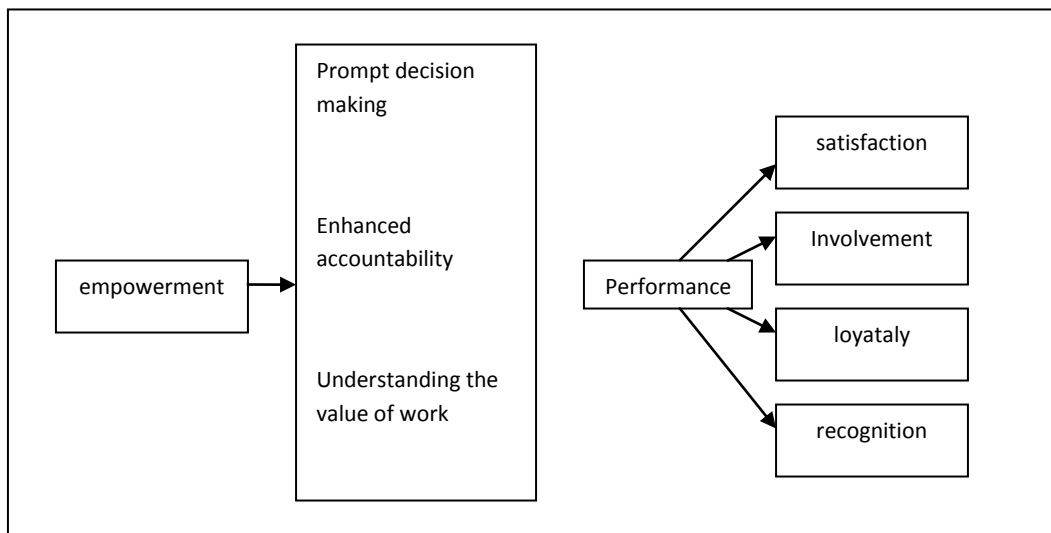 empowerment
Prompt decision
making
Enhanced
accountability
Understanding the
value of work
Performance
satisfaction
Involvement
loyataly
recognition